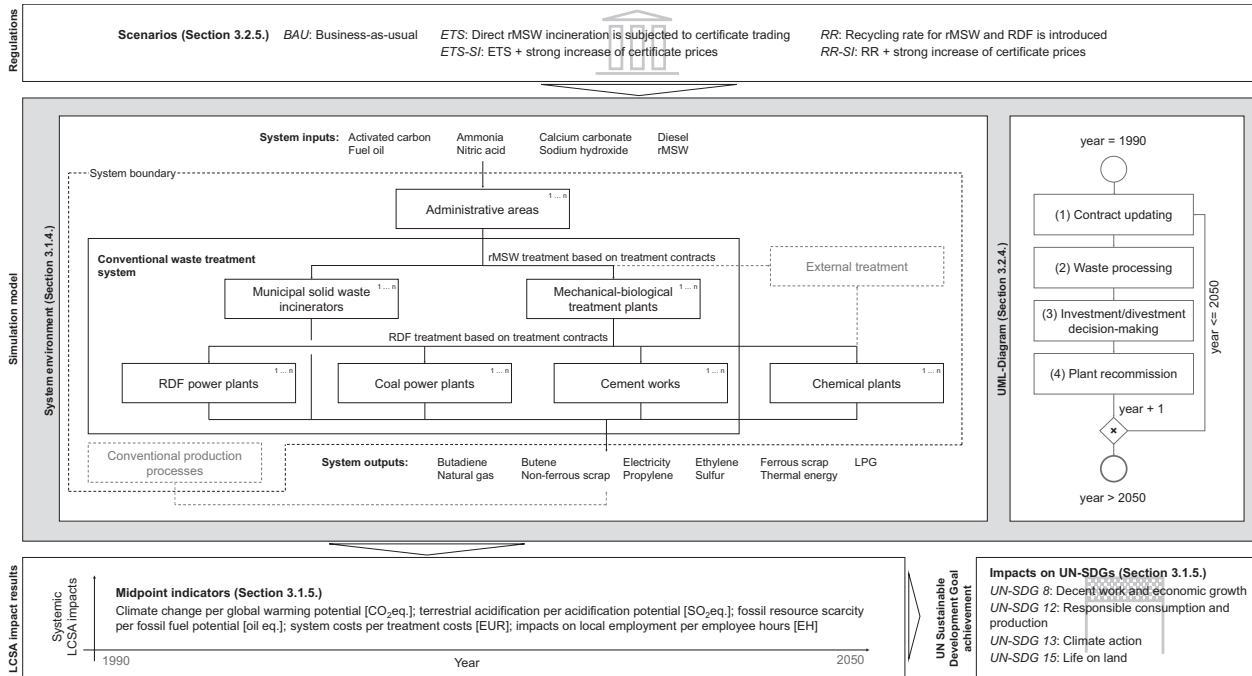 Regulations
Scenarios (Section 3.2.5.) BAU: Business-as-usual ETS: Direct rMSW incineration is subjected to certificate trading RR: Recycling rate for rMSW and RDF is introduced
ETS-SI: ETS + strong increase of certificate prices RR-SI: RR + strong increase of certificate prices
Simulation model
System environment (Section 3.1.4.)
System inputs: Activated carbon Ammonia Calcium carbonate Diesel
Fuel oil Nitric acid Sodium hydroxide rMSW
System boundary
1 ... n
Administrative areas
Conventional waste treatment
system
rMSW treatment based on treatment contracts
External treatment
1 ... n
Municipal solid waste
incinerators
1 ... n
Mechanical-biological
treatment plants
RDF treatment based on treatment contracts
1 ... n
RDF power plants
1 ... n
Coal power plants
1 ... n
Cement works
1 ... n
Chemical plants
Conventional production
processes
System outputs: Butadiene Butene Electricity Ethylene Ferrous scrap LPG
Natural gas Non-ferrous scrap Propylene Sulfur Thermal energy
UML-Diagram (Section 3.2.4.)
year = 1990
(1) Contract updating
(2) Waste processing
(3) Investment/divestment
decision-making
(4) Plant recommission
year <= 2050
year + 1
×
year > 2050
LCSA impact results
Systemic
LCSA impacts
Midpoint indicators (Section 3.1.5.)
Climate change per global warming potential [CO₂eq.]; terrestrial acidification per acidification potential [SO₂eq.]; fossil resource scarcity
per fossil fuel potential [oil eq.]; system costs per treatment costs [EUR]; impacts on local employment per employee hours [EH]
1990 Year 2050
UN Sustainable
Development Goal
achievement
Impacts on UN-SDGs (Section 3.1.5.)
UN-SDG 8: Decent work and economic growth
UN-SDG 12: Responsible consumption and
production
UN-SDG 13: Climate action
UN-SDG 15: Life on land